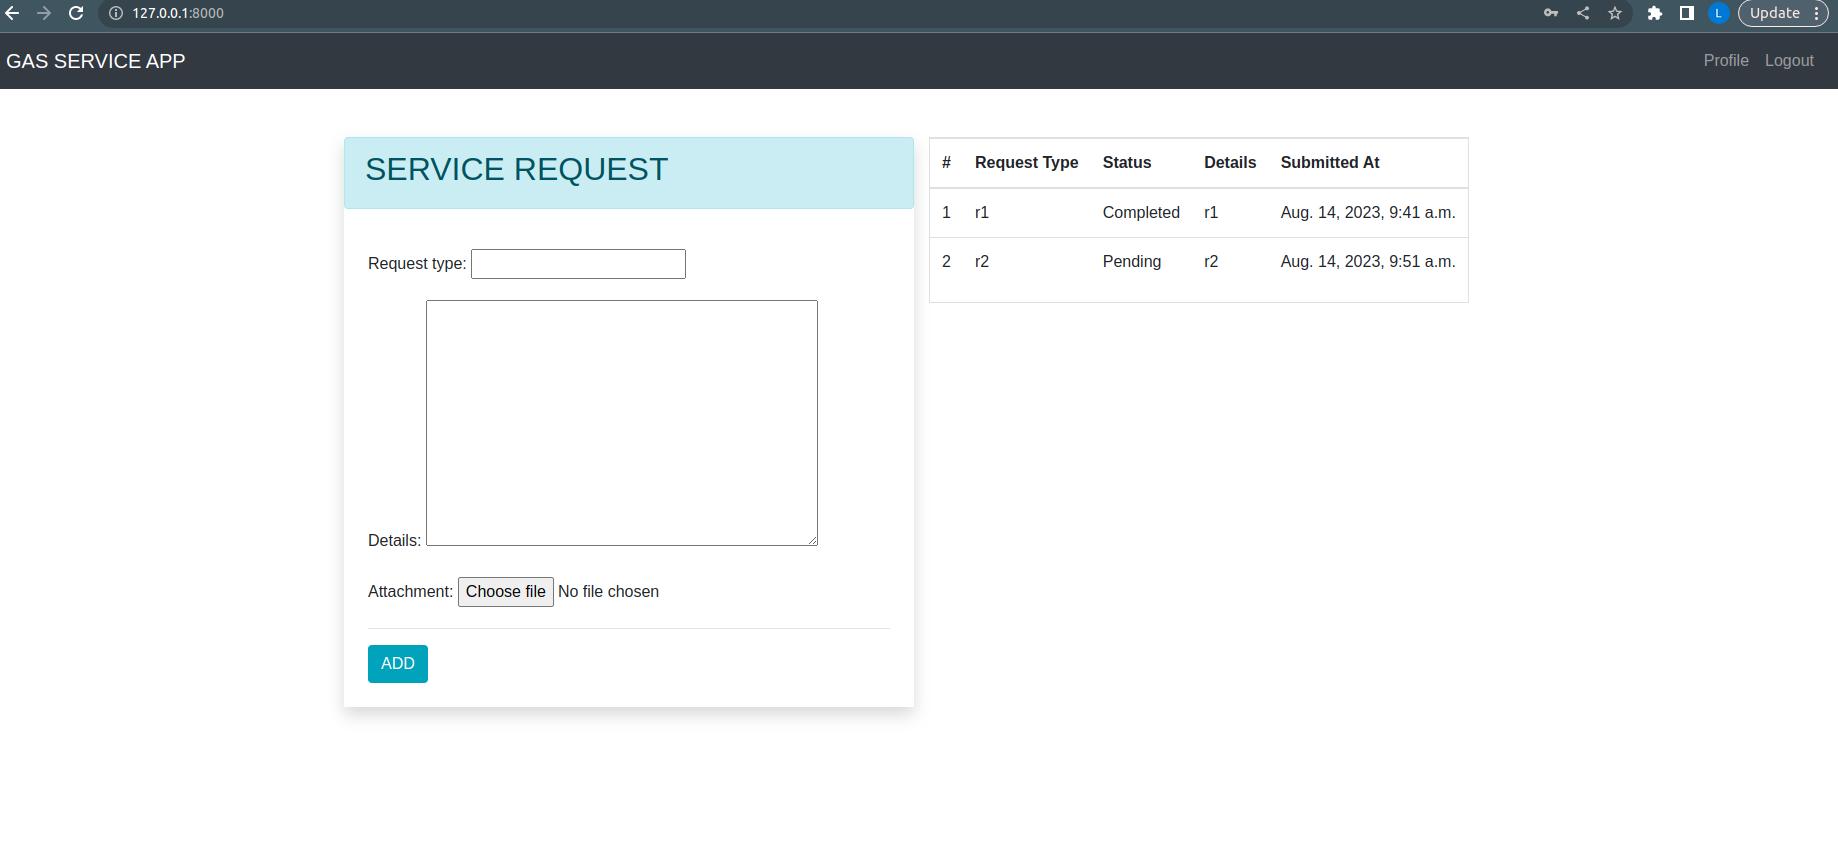 127.0.0.1:8000
L
Update
GAS SERVICE APP
Profile Logout
SERVICE REQUEST
Request type:
Details:
Attachment: Choose file No file chosen
ADD
# Request Type Status Details Submitted At
1 r1 Completed r1 Aug. 14, 2023, 9:41 a.m.
2 r2 Pending r2 Aug. 14, 2023, 9:51 a.m.